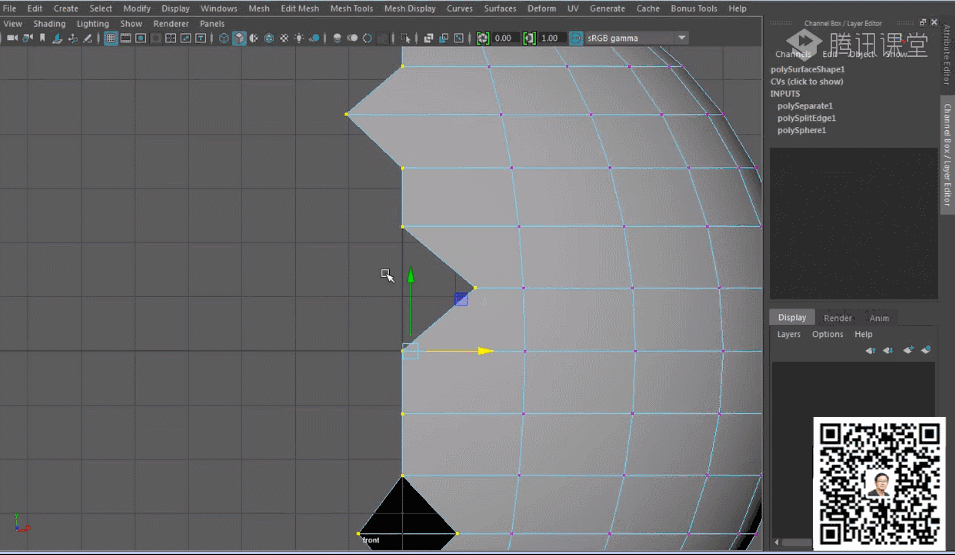 File Edit Create Select Modify Display Windows Mesh Edit Mesh Mesh Tools Mesh Display Curves Surfaces Deform UV Generate Cache Bonus Tools Help
View Shading Lighting Show Renderer Panels
0.00 1.00 sRGB gamma
Channel Box / Layer Editor
腾讯课堂
Channels Edit Object Show
polySurfaceShape1
CVs (click to show)
INPUTS
polySeparate1
polySplitEdge1
polySphere1
Attribute Editor
Channel Box / Layer Editor
Display Render Anim
Layers Options Help
front